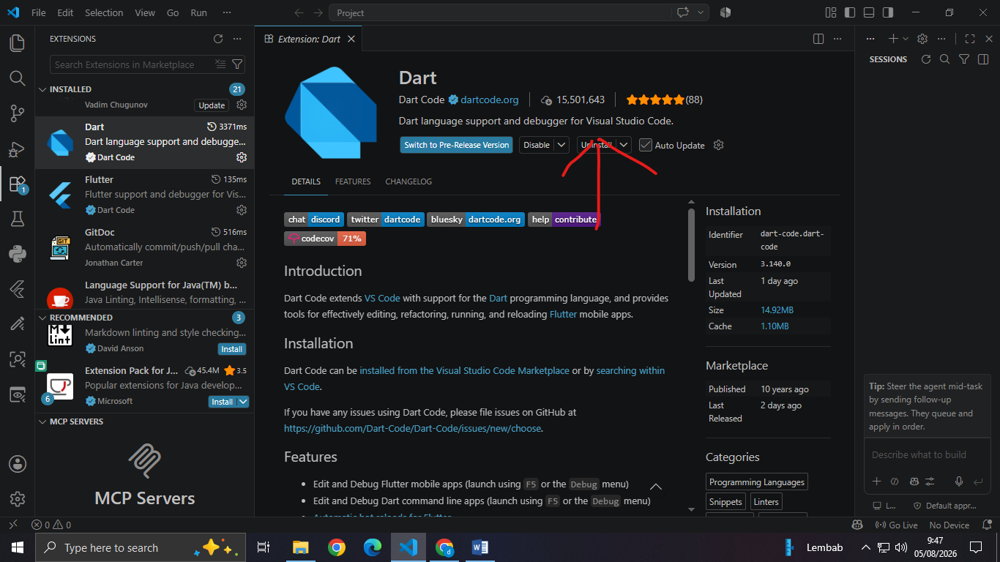 File Edit Selection View Go Run ···
Project
EXTENSIONS
Search Extensions in Marketplace
INSTALLED 21
Vadim Chugunov Update
Dart 3371ms
Dart language support and debugge...
Dart Code
Flutter 135ms
Flutter support and debugger for Vis...
Dart Code
GitDoc 516ms
Automatically commit/push/pull cha...
Jonathan Carter
Language Support for Java(TM) b...
Java Linting, Intellisense, formatting, ...
RECOMMENDED 3
Markdown linting and style checking...
David Anson Install
Extension Pack for J... 45.4M 3.5
Popular extensions for Java develop...
Microsoft Install
6
MCP SERVERS
MCP Servers
1
Extension: Dart
Dart
Dart Code dartcode.org 15,501,643 (88)
Dart language support and debugger for Visual Studio Code.
Switch to Pre-Release Version Disable Uninstall Auto Update
DETAILS FEATURES CHANGELOG
chat discord twitter dartcode bluesky dartcode.org help contribute
codecov 71%
Introduction
Dart Code extends VS Code with support for the Dart programming language, and provides
tools for effectively editing, refactoring, running, and reloading Flutter mobile apps.
Installation
Dart Code can be installed from the Visual Studio Code Marketplace or by searching within
VS Code.
If you have any issues using Dart Code, please file issues on GitHub at
https://github.com/Dart-Code/Dart-Code/issues/new/choose.
Features
• Edit and Debug Flutter mobile apps (launch using F5 or the Debug menu)
• Edit and Debug Dart command line apps (launch using F5 or the Debug menu)
• Automatic hot reloads for Flutter
Installation
Identifier dart-code.dart-
code
Version 3.140.0
Last 1 day ago
Updated
Size 14.92MB
Cache 1.10MB
Marketplace
Published 10 years ago
Last 2 days ago
Released
Categories
Programming Languages
Snippets Linters
SESSIONS
Tip: Steer the agent mid-task
by sending follow-up
messages. They queue and
apply in order.
Describe what to build
L... Default appr...
0 0
Go Live No Device
Type here to search
Lembab
9:47
05/08/2026